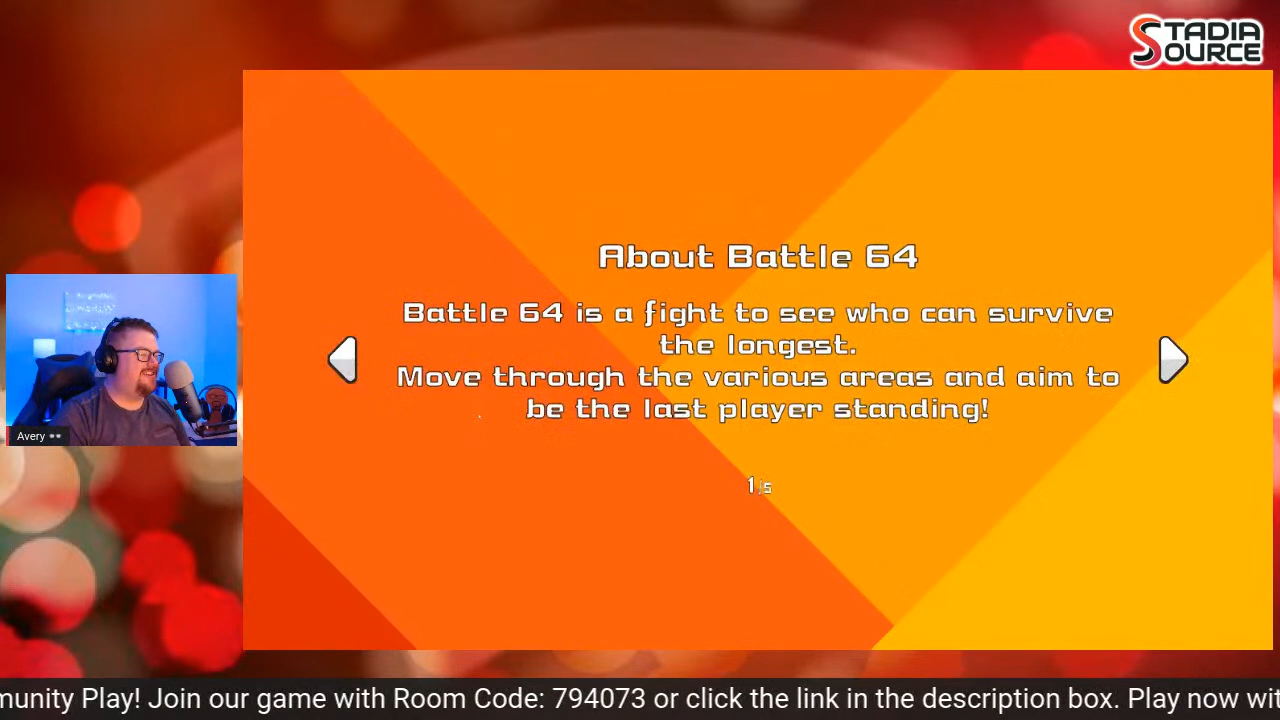 STADIA
SOURCE
About Battle 64
Battle 64 is a fight to see who can survive
the longest.
Move through the various areas and aim to
be the last player standing!
1/5
Avery
munity Play! Join our game with Room Code: 794073 or click the link in the description box. Play now wit